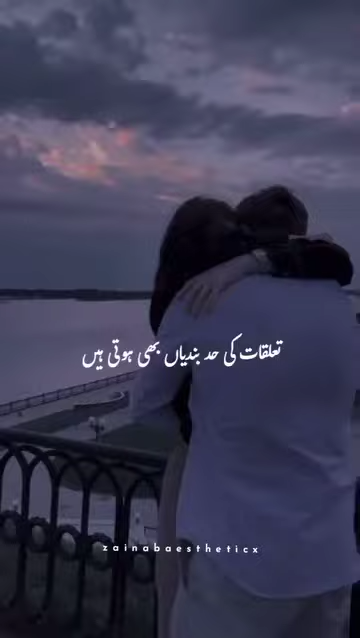 تعلقات کی حد بندیاں بھی ہوتی ہیں
zainabaestheticx